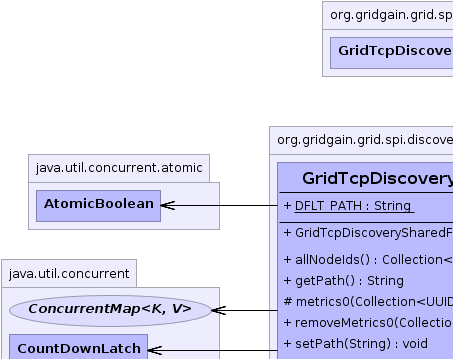 org.gridgain.grid.sp
GridTcpDiscove
org.gridgain.grid.spi.discove
java.util.concurrent.atomic
GridTcpDiscovery
AtomicBoolean
+ DFLT_PATH : String
+ GridTcpDiscoverySharedF
+ allNodeIds() : Collection<
java.util.concurrent
+ getPath() : String
# metrics0(Collection<UUID
ConcurrentMap<K, V>
+ removeMetrics0(Collection
+ setPath(String) : void
CountDownLatch